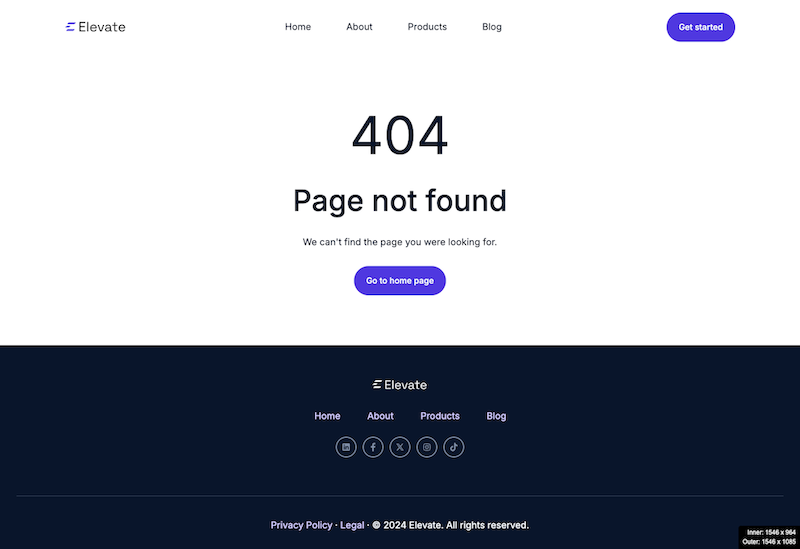 Elevate
Home About Products Blog
Get started
404
Page not found
We can't find the page you were looking for.
Go to home page
Elevate
Home About Products Blog
Privacy Policy · Legal · © 2024 Elevate. All rights reserved.
Inner: 1546 x 964
Outer: 1546 x 1085